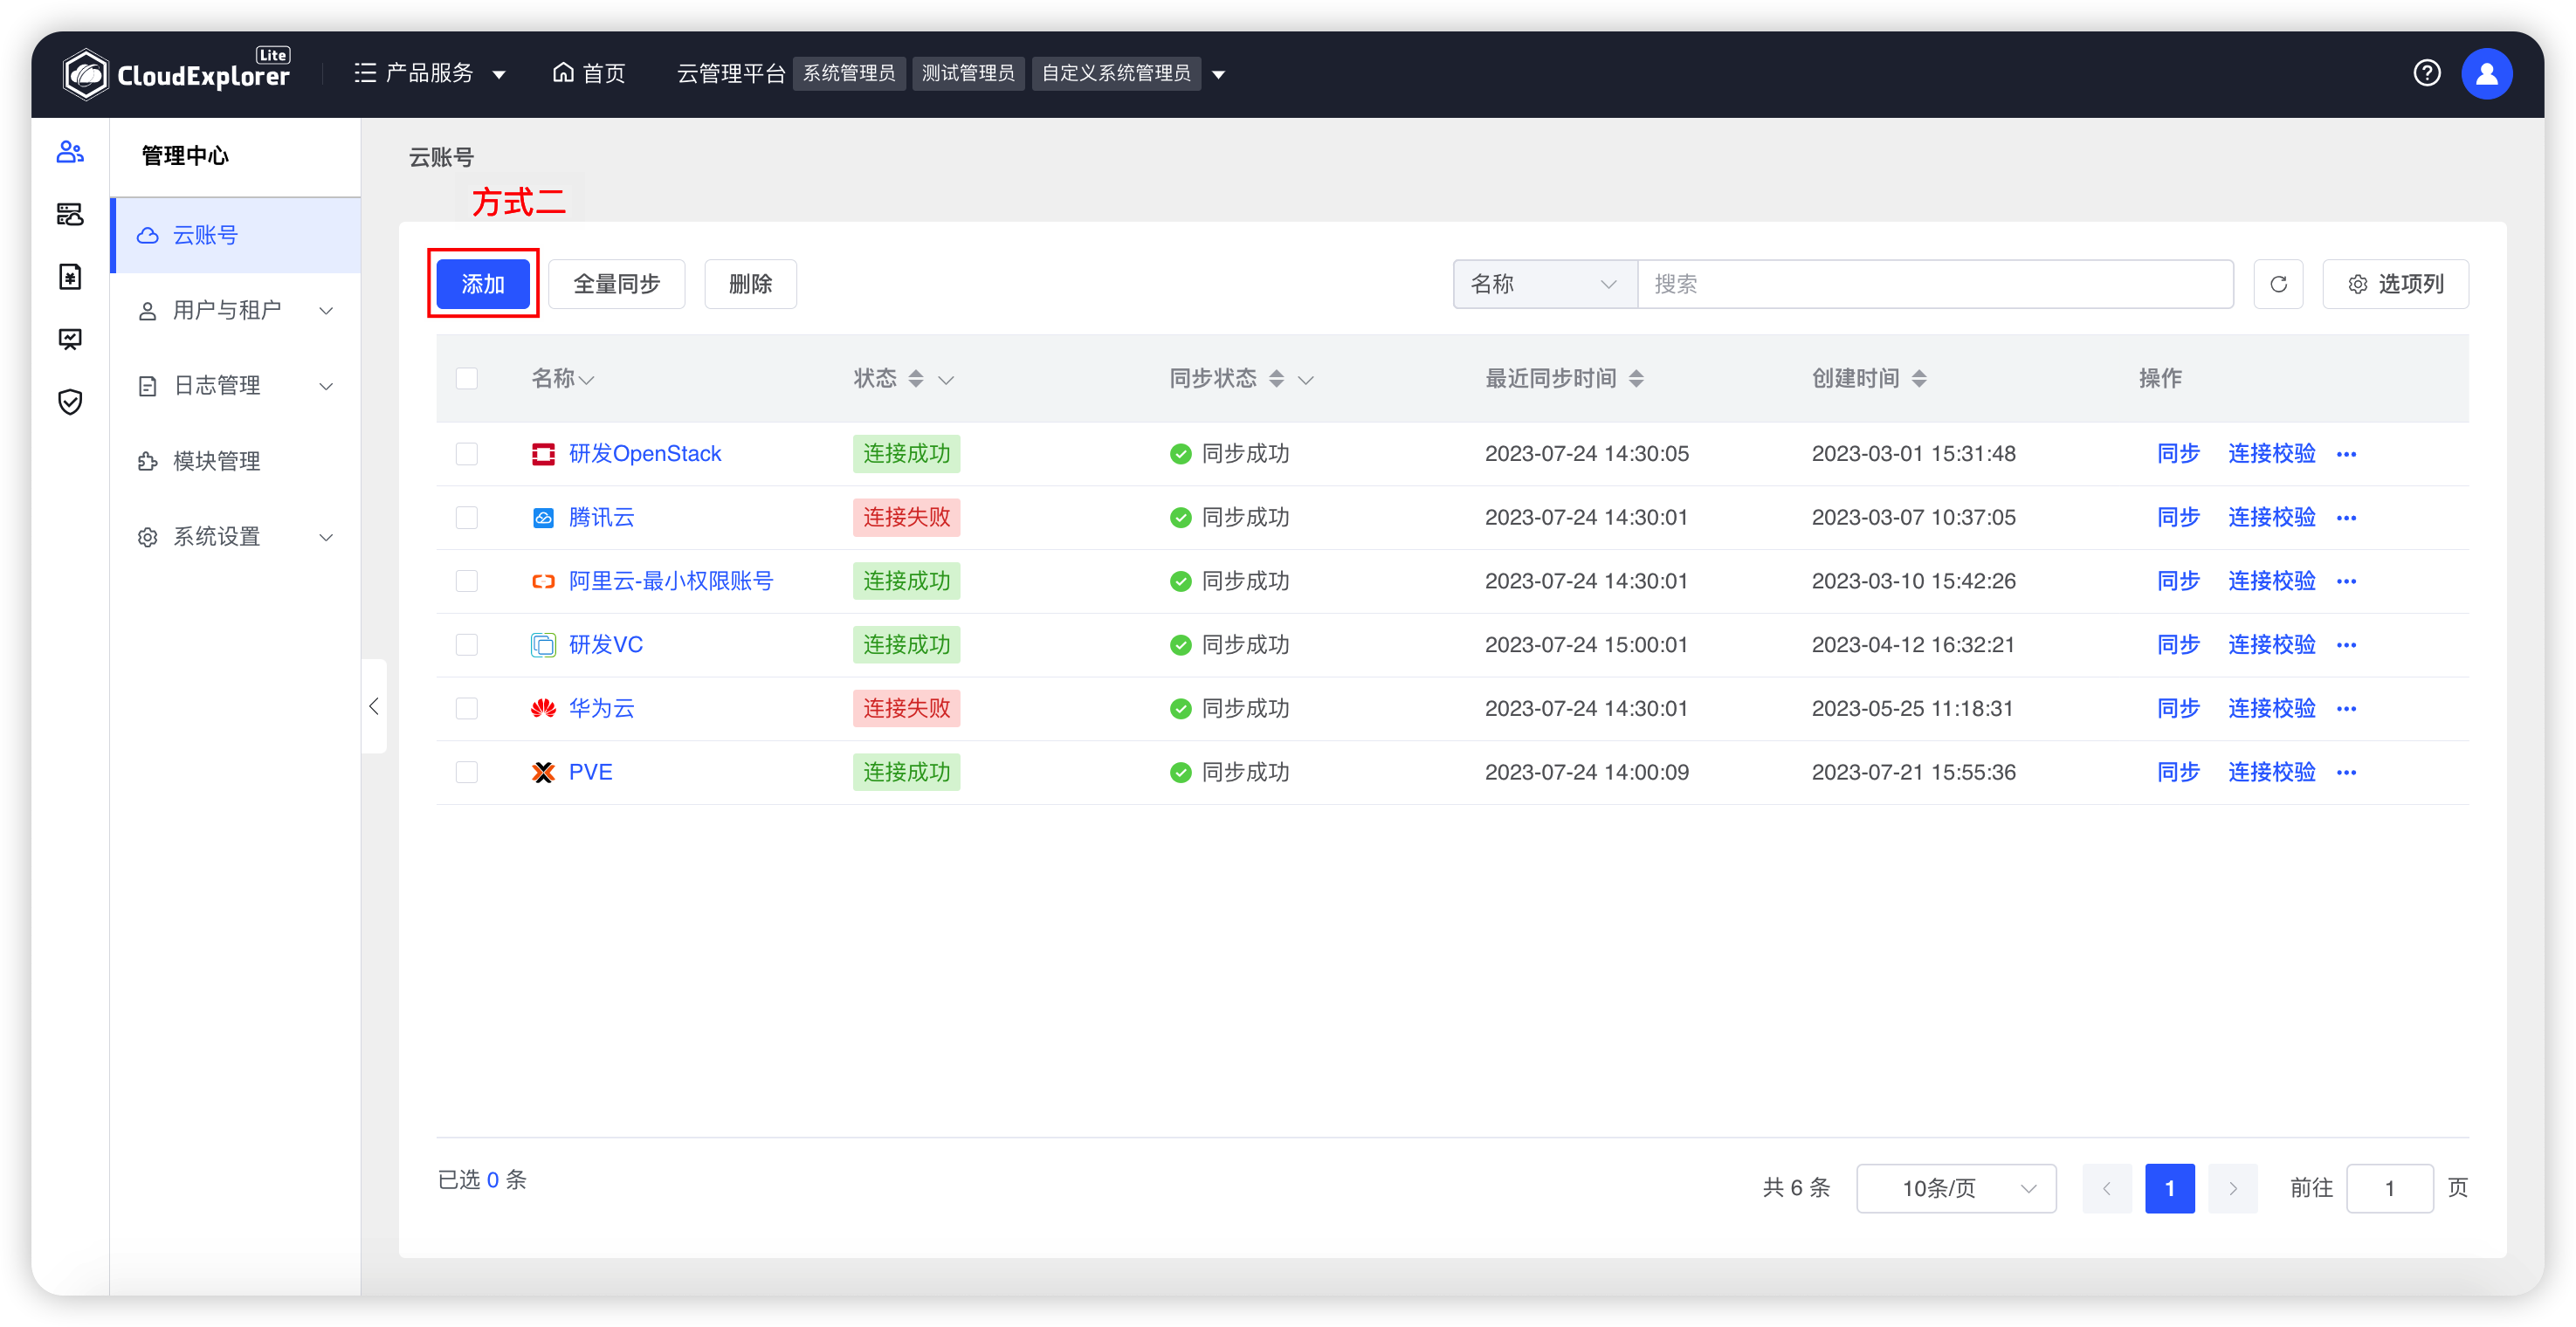 CloudExplorer Lite 产品服务 首页 云管理平台 系统管理员 测试管理员 自定义系统管理员
管理中心
云账号
用户与租户
日志管理
模块管理
系统设置
云账号
方式二
添加 全量同步 删除 名称 搜索 选项列
名称 状态 同步状态 最近同步时间 创建时间 操作
研发OpenStack 连接成功 同步成功 2023-07-24 14:30:05 2023-03-01 15:31:48 同步 连接校验 •••
腾讯云 连接失败 同步成功 2023-07-24 14:30:01 2023-03-07 10:37:05 同步 连接校验 •••
阿里云-最小权限账号 连接成功 同步成功 2023-07-24 14:30:01 2023-03-10 15:42:26 同步 连接校验 •••
研发VC 连接成功 同步成功 2023-07-24 15:00:01 2023-04-12 16:32:21 同步 连接校验 •••
华为云 连接失败 同步成功 2023-07-24 14:30:01 2023-05-25 11:18:31 同步 连接校验 •••
PVE 连接成功 同步成功 2023-07-24 14:00:09 2023-07-21 15:55:36 同步 连接校验 •••
已选 0 条 共 6 条 10条/页 1 前往 1 页